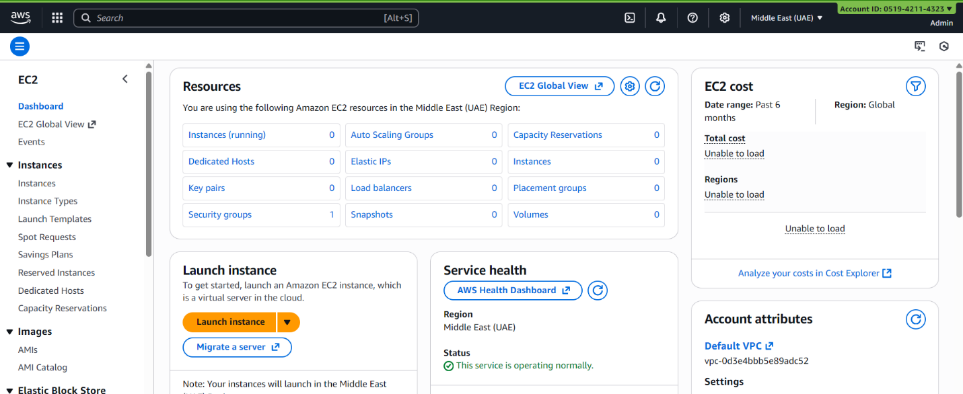 aws
Search
[Alt+S]
Middle East (UAE) ▼
Account ID: 0519-4211-4323 ▼
Admin
EC2
Dashboard
EC2 Global View
Events
Instances
Instances
Instance Types
Launch Templates
Spot Requests
Savings Plans
Reserved Instances
Dedicated Hosts
Capacity Reservations
Images
AMIs
AMI Catalog
Elastic Block Store
Resources
EC2 Global View
You are using the following Amazon EC2 resources in the Middle East (UAE) Region:
Instances (running) 0
Auto Scaling Groups 0
Capacity Reservations 0
Dedicated Hosts 0
Elastic IPs 0
Instances 0
Key pairs 0
Load balancers 0
Placement groups 0
Security groups 1
Snapshots 0
Volumes 0
Launch instance
To get started, launch an Amazon EC2 instance, which
is a virtual server in the cloud.
Launch instance
Migrate a server
Note: Your instances will launch in the Middle East
Service health
AWS Health Dashboard
Region
Middle East (UAE)
Status
This service is operating normally.
EC2 cost
Date range: Past 6
months
Region: Global
Total cost
Unable to load
Regions
Unable to load
Unable to load
Analyze your costs in Cost Explorer
Account attributes
Default VPC
vpc-0d3e4bbb5e89adc52
Settings